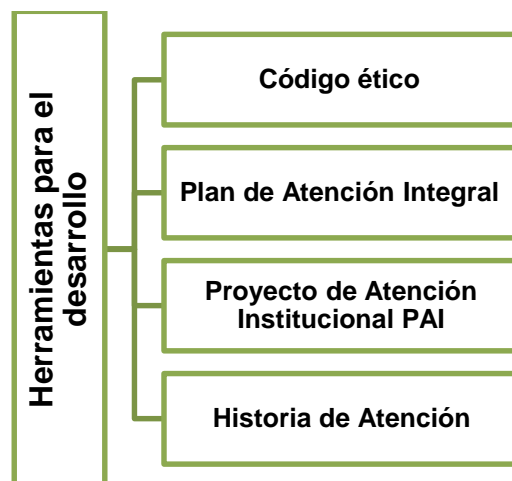 Herramientas para el
desarrollo
Código ético
Plan de Atención Integral
Proyecto de Atención
Institucional PAI
Historia de Atención